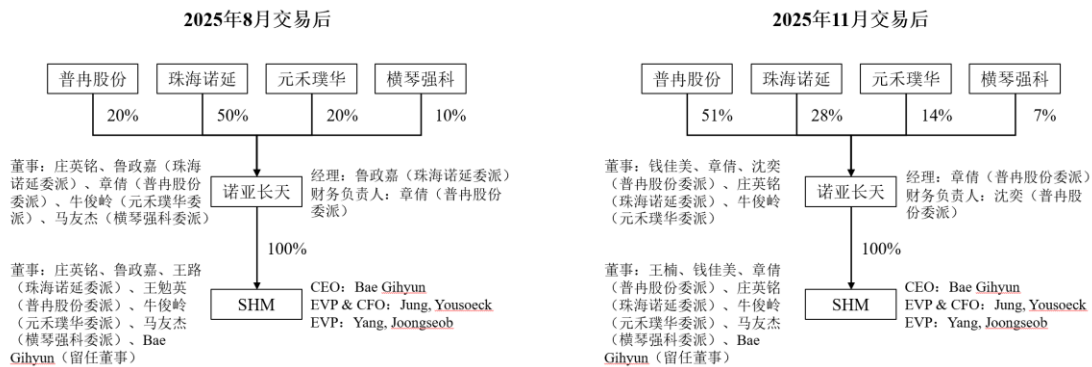 2025年8月交易后
普冉股份
珠海诺延
元禾璞华
横琴强科
20%
50%
20%
10%
董事：庄英铭、鲁政嘉（珠海
诺延委派）、章倩（普冉股份
委派）、牛俊岭（元禾璞华委
派）、马友杰（横琴强科委派）
诺亚长天
经理：鲁政嘉（珠海诺延委派）
财务负责人：章倩（普冉股份
委派）
100%
董事：庄英铭、鲁政嘉、王路
（珠海诺延委派）、王勉英
（普冉股份委派）、牛俊岭
（元禾璞华委派）、马友杰
（横琴强科委派）、Bae
Gihyun（留任董事）
SHM
CEO：Bae Gihyun
EVP & CFO：Jung, Yousoeck
EVP：Yang, Joongseob
2025年11月交易后
普冉股份
珠海诺延
元禾璞华
横琴强科
51%
28%
14%
7%
董事：钱佳美、章倩、沈奕
（普冉股份委派）、庄英铭
（珠海诺延委派）、牛俊岭
（元禾璞华委派）
诺亚长天
经理：章倩（普冉股份委派）
财务负责人：沈奕（普冉股
份委派）
100%
董事：王楠、钱佳美、章倩
（普冉股份委派）、庄英铭
（珠海诺延委派）、牛俊岭
（元禾璞华委派）、马友杰
（横琴强科委派）、Bae
Gihyun（留任董事）
SHM
CEO：Bae Gihyun
EVP & CFO：Jung, Yousoeck
EVP：Yang, Joongseob